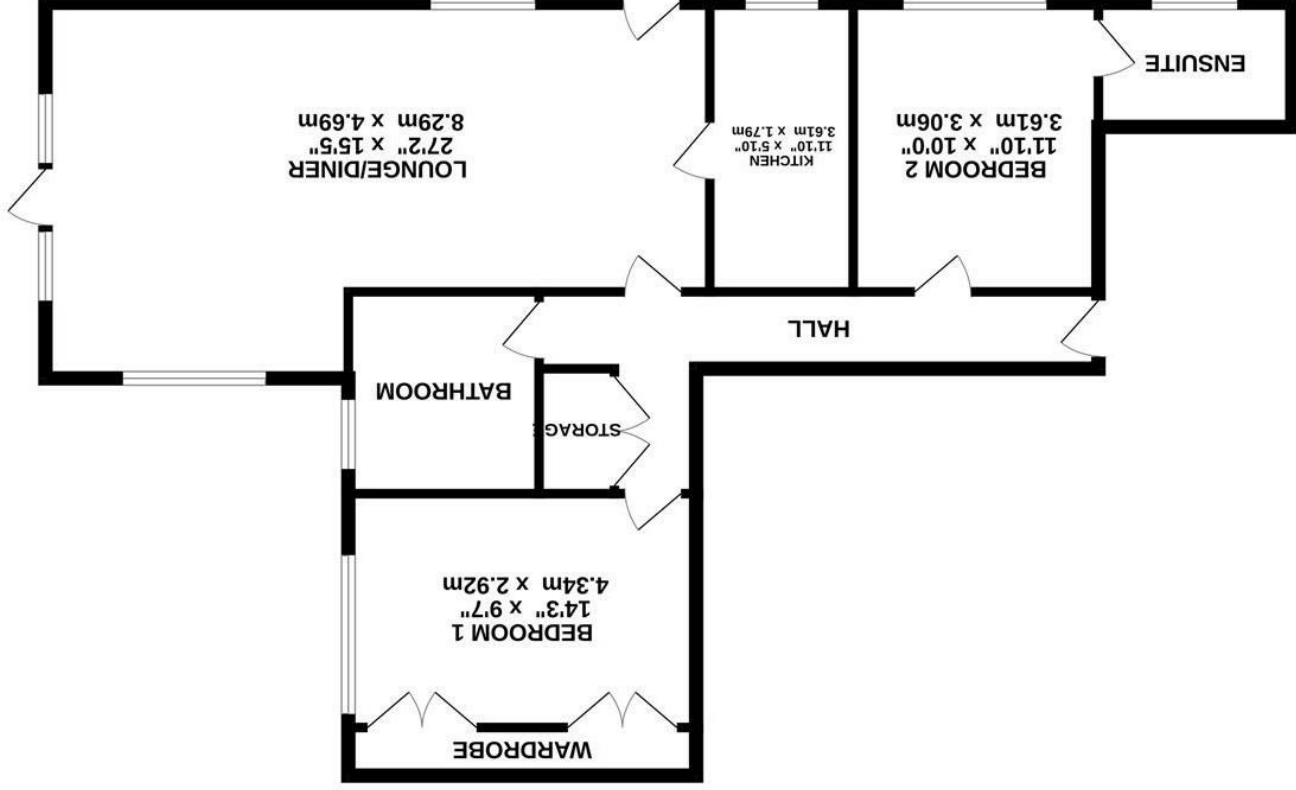 WARDROBE
BEDROOM 1
14'3" x 9'7"
4.34m x 2.92m
STORAGE
BATHROOM
HALL
BEDROOM 2
11'10" x 10'0"
3.61m x 3.06m
KITCHEN
11'10" x 5'10"
3.61m x 1.79m
LOUNGE/DINER
27'2" x 15'5"
8.29m x 4.69m
ENSUITE